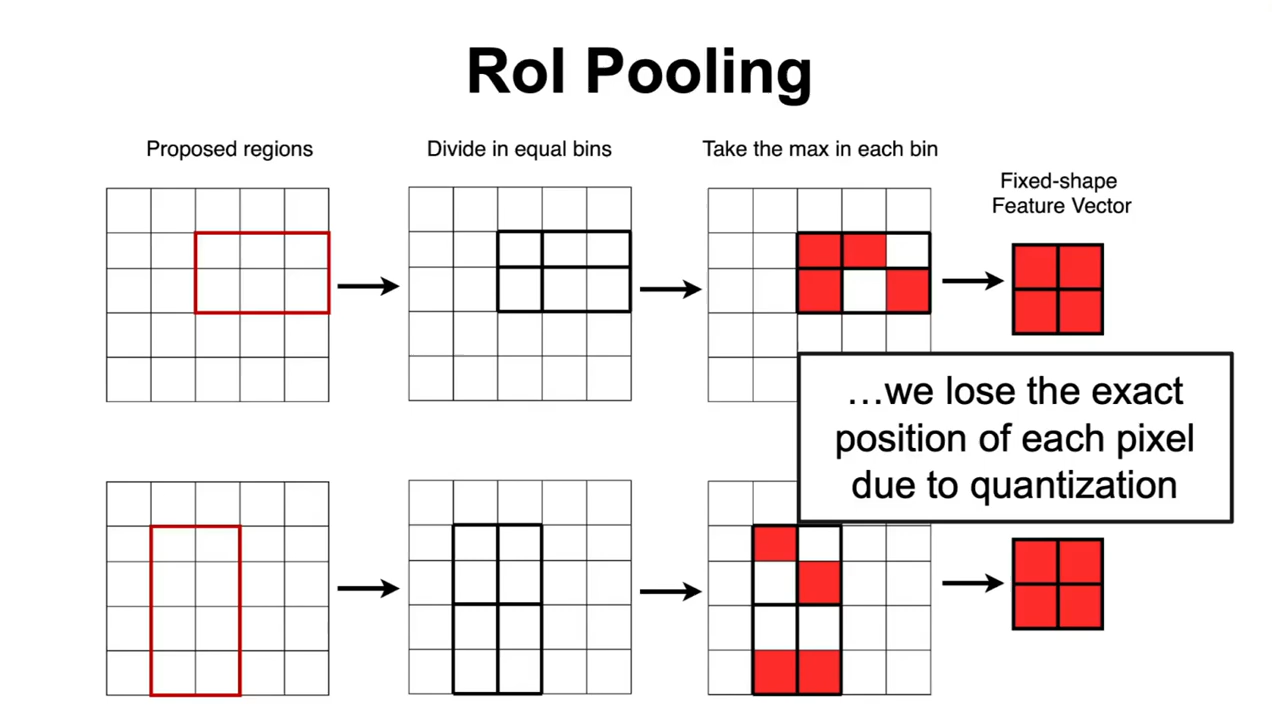 RoI Pooling
Proposed regions
Divide in equal bins
Take the max in each bin
Fixed-shape
Feature Vector
…we lose the exact
position of each pixel
due to quantization